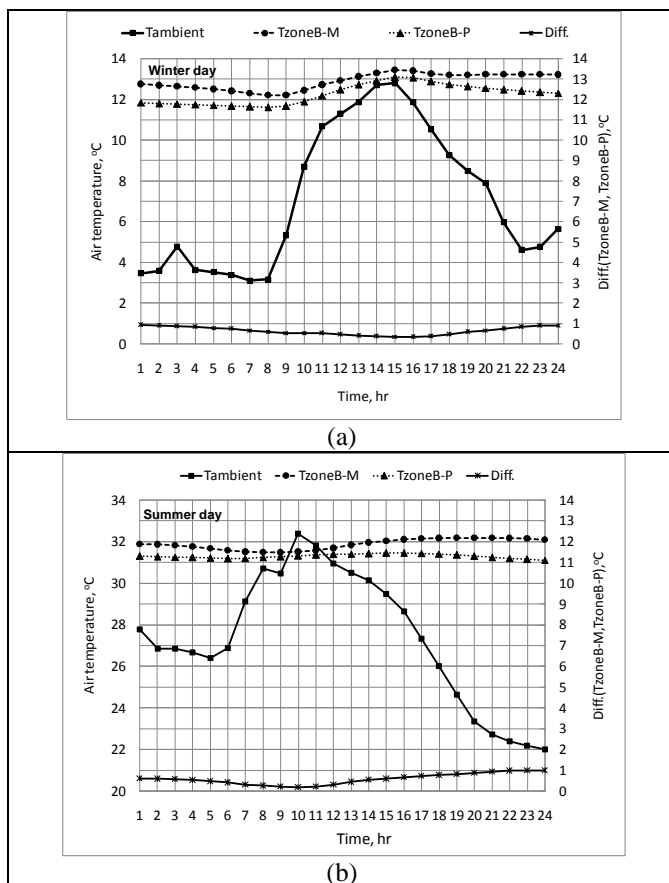 Tambient TzoneB-M TzoneB-P Diff.
Winter day
14 14
13
12 12
11
10 10
9
8 8
7
6 6
5
4 4
3
2 2
1
0 0
Air temperature, °C
Diff.(TzoneB-M, TzoneB-P),°C
1 2 3 4 5 6 7 8 9 10 11 12 13 14 15 16 17 18 19 20 21 22 23 24
Time, hr
(a)
Tambient TzoneB-M TzoneB-P Diff.
Summer day
34 14
13
32 12
11
30 10
9
28 8
7
26 6
5
24 4
3
22 2
1
20 0
Air temperature, °C
Diff.(TzoneB-M,TzoneB-P),°C
1 2 3 4 5 6 7 8 9 10 11 12 13 14 15 16 17 18 19 20 21 22 23 24
Time, hr
(b)